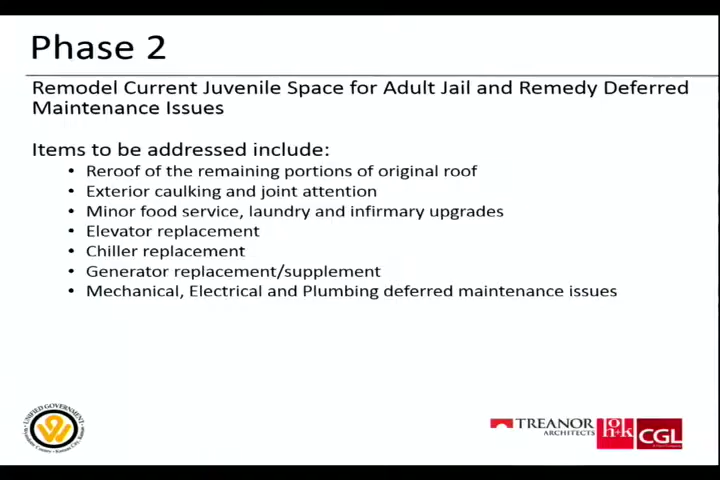 Phase 2
Remodel Current Juvenile Space for Adult Jail and Remedy Deferred
Maintenance Issues
Items to be addressed include:
• Reroof of the remaining portions of original roof
• Exterior caulking and joint attention
• Minor food service, laundry and infirmary upgrades
• Elevator replacement
• Chiller replacement
• Generator replacement/supplement
• Mechanical, Electrical and Plumbing deferred maintenance issues
UNIFIED GOVERNMENT
TREANOR
ARCHITECTS
CGL